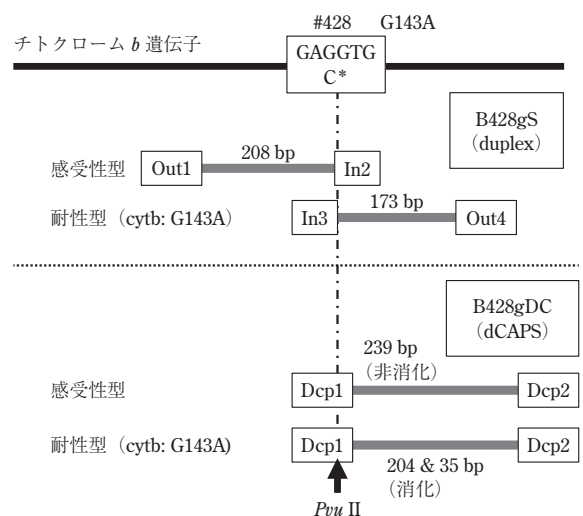 #428 G143A
チトクローム b 遺伝子
GAGGTG
C*
B428gS
(duplex)
208 bp
感受性型
Out1
In2
173 bp
耐性型（cytb: G143A）
In3
Out4
B428gDC
(dCAPS)
239 bp
（非消化）
感受性型
Dcp1
Dcp2
耐性型（cytb: G143A）
Dcp1
Dcp2
204 & 35 bp
（消化）
Pvu II